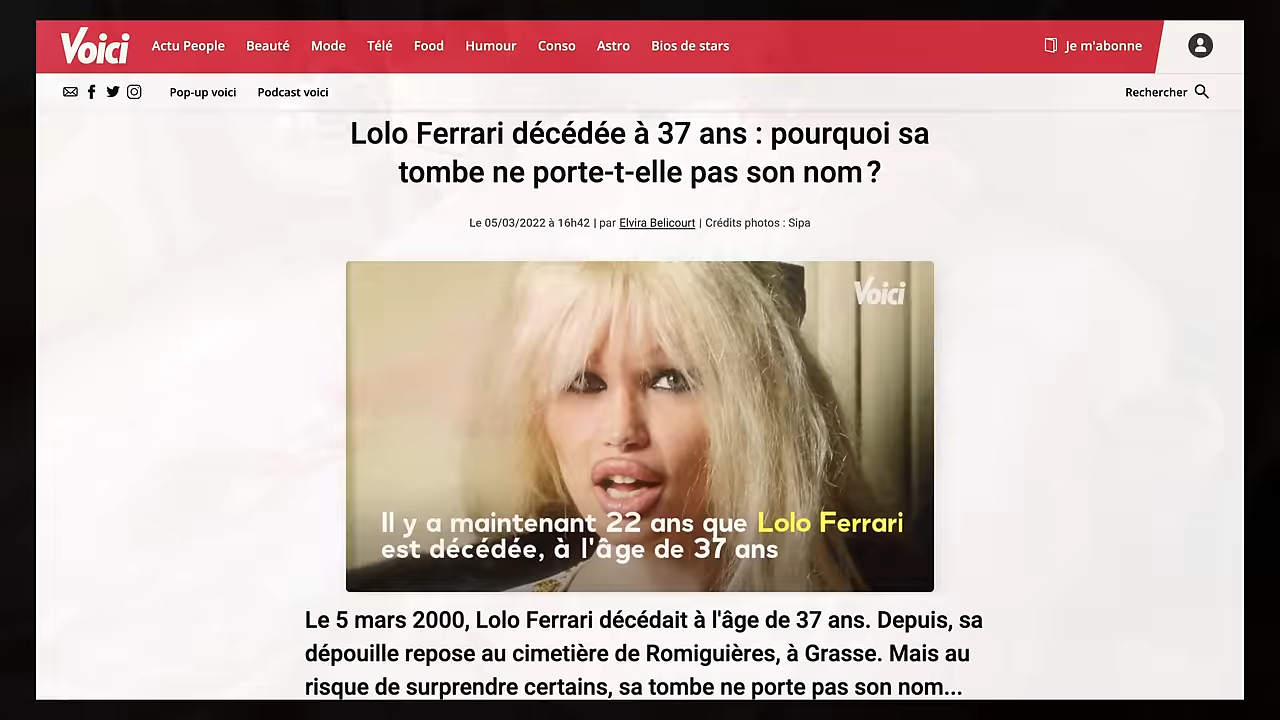 Voici Actu People Beauté Mode Télé Food Humour Conso Astro Bios de stars Je m'abonne
Pop-up voici Podcast voici Rechercher
Lolo Ferrari décédée à 37 ans : pourquoi sa
tombe ne porte-t-elle pas son nom ?
Le 05/03/2022 à 16h42 | par Elvira Belicourt | Crédits photos : Sipa
Voici
Il y a maintenant 22 ans que Lolo Ferrari
est décédée, à l'âge de 37 ans
Le 5 mars 2000, Lolo Ferrari décédait à l'âge de 37 ans. Depuis, sa
dépouille repose au cimetière de Romiguières, à Grasse. Mais au
risque de surprendre certains, sa tombe ne porte pas son nom...